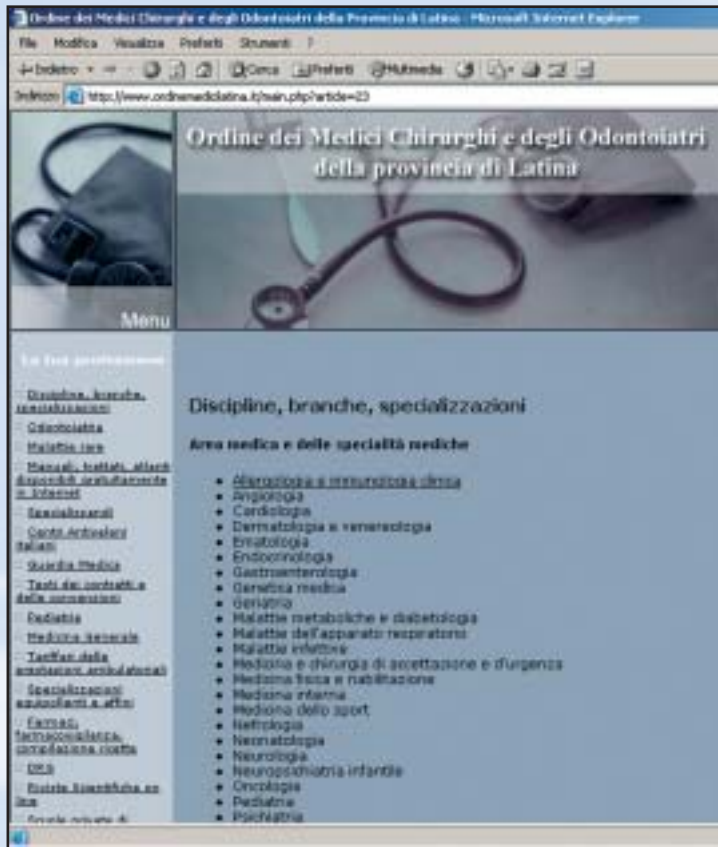 Ordine dei Medici Chirurghi e degli Odontoiatri della Provincia di Latina - Microsoft Internet Explorer
File Modifica Visualizza Preferiti Strumenti ?
Indietro Cerca Preferiti Multimedia
Indirizzo http://www.ordinemedicilatina.it/main.php?article=23
Ordine dei Medici Chirurghi e degli Odontoiatri
della provincia di Latina
Menu
La tua professione
Discipline, branche,
specializzazioni
Odontoiatria
Malattie rare
Manuali, trattati, atlanti
disponibili gratuitamente
in Internet
Specializzandi
Centri Antiveleni
italiani
Guardia Medica
Testi dei contratti e
delle convenzioni
Pediatria
Medicina Generale
Tariffari delle
prestazioni ambulatoriali
Specializzazioni
equipollenti e affini
Farmaci,
farmacovigilanza,
compilazione ricette
DRG
Riviste Scientifiche on
line
Scuole private di
Discipline, branche, specializzazioni
Area medica e delle specialità mediche
Allergologia e immunologia clinica
Angiologia
Cardiologia
Dermatologia e venereologia
Ematologia
Endocrinologia
Gastroenterologia
Genetica medica
Geriatria
Malattie metaboliche e diabetologia
Malattie dell'apparato respiratorio
Malattie infettive
Medicina e chirurgia di accettazione e d'urgenza
Medicina fisica e riabilitazione
Medicina interna
Medicina dello sport
Nefrologia
Neonatologia
Neurologia
Neuropsichiatria infantile
Oncologia
Pediatria
Psichiatria